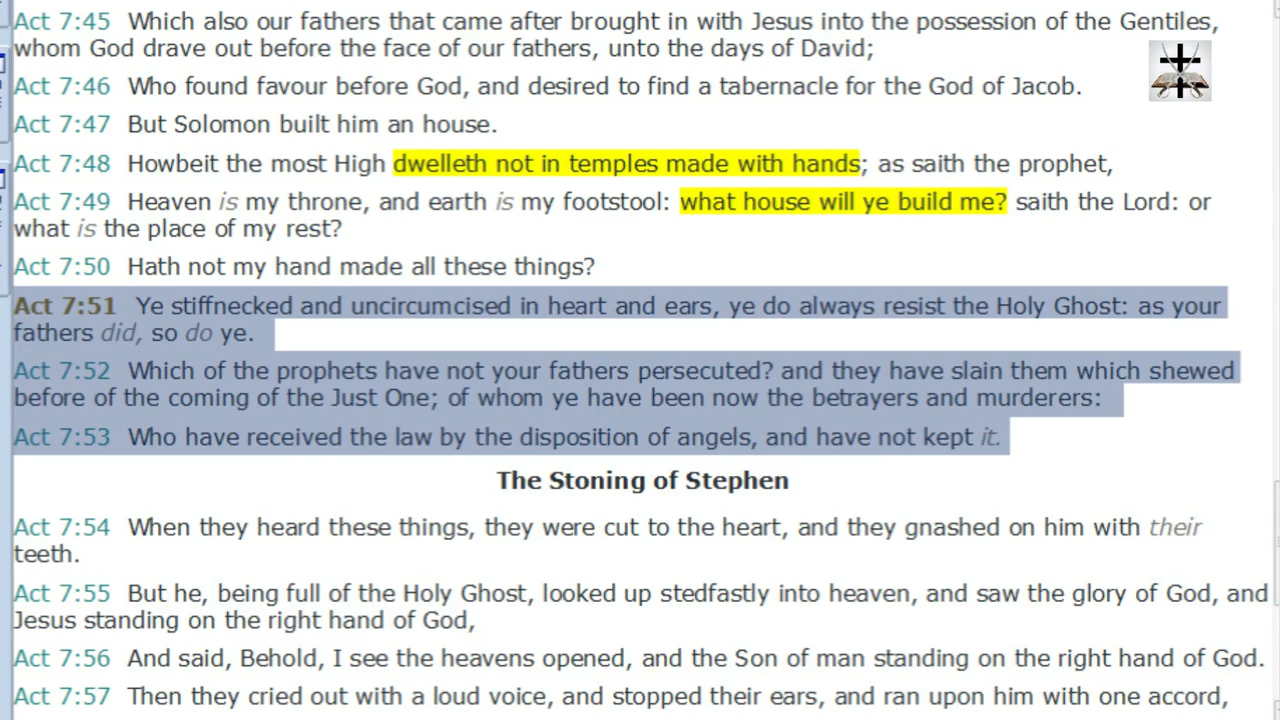 Act 7:45 Which also our fathers that came after brought in with Jesus into the possession of the Gentiles,
whom God drave out before the face of our fathers, unto the days of David;
Act 7:46 Who found favour before God, and desired to find a tabernacle for the God of Jacob.
Act 7:47 But Solomon built him an house.
Act 7:48 Howbeit the most High dwelleth not in temples made with hands; as saith the prophet,
Act 7:49 Heaven is my throne, and earth is my footstool: what house will ye build me? saith the Lord: or
what is the place of my rest?
Act 7:50 Hath not my hand made all these things?
Act 7:51 Ye stiffnecked and uncircumcised in heart and ears, ye do always resist the Holy Ghost: as your
fathers did, so do ye.
Act 7:52 Which of the prophets have not your fathers persecuted? and they have slain them which shewed
before of the coming of the Just One; of whom ye have been now the betrayers and murderers:
Act 7:53 Who have received the law by the disposition of angels, and have not kept it.
The Stoning of Stephen
Act 7:54 When they heard these things, they were cut to the heart, and they gnashed on him with their
teeth.
Act 7:55 But he, being full of the Holy Ghost, looked up stedfastly into heaven, and saw the glory of God, and
Jesus standing on the right hand of God,
Act 7:56 And said, Behold, I see the heavens opened, and the Son of man standing on the right hand of God.
Act 7:57 Then they cried out with a loud voice, and stopped their ears, and ran upon him with one accord,